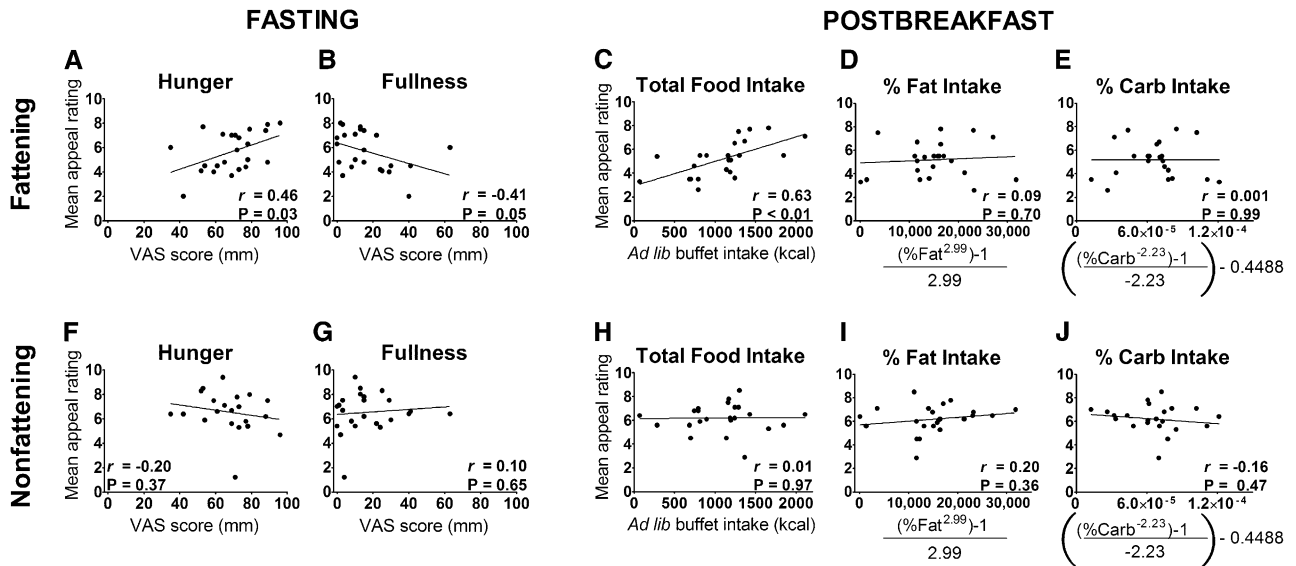 FASTING
POSTBREAKFAST
Fattening
A
Hunger
Mean appeal rating
10
8
6
4
2
0
r = 0.46
P = 0.03
0 20 40 60 80 100
VAS score (mm)
B
Fullness
10
8
6
4
2
0
r = -0.41
P = 0.05
0 20 40 60 80 100
VAS score (mm)
C
Total Food Intake
Mean appeal rating
10
8
6
4
2
0
r = 0.63
P < 0.01
0 500 1000 1500 2000
Ad lib buffet intake (kcal)
D
% Fat Intake
10
8
6
4
2
0
r = 0.09
P = 0.70
0 10,000 20,000 30,000
(%Fat^2.99)-1
2.99
E
% Carb Intake
10
8
6
4
2
0
r = 0.001
P = 0.99
0 6.0×10^-5 1.2×10^-4
((%Carb^-2.23)-1
-2.23) - 0.4488
Nonfattening
F
Hunger
Mean appeal rating
10
8
6
4
2
0
r = -0.20
P = 0.37
0 20 40 60 80 100
VAS score (mm)
G
Fullness
10
8
6
4
2
0
r = 0.10
P = 0.65
0 20 40 60 80 100
VAS score (mm)
H
Total Food Intake
Mean appeal rating
10
8
6
4
2
0
r = 0.01
P = 0.97
0 500 1000 1500 2000
Ad lib buffet intake (kcal)
I
% Fat Intake
10
8
6
4
2
0
r = 0.20
P = 0.36
0 10,000 20,000 30,000
(%Fat^2.99)-1
2.99
J
% Carb Intake
10
8
6
4
2
0
r = -0.16
P = 0.47
0 6.0×10^-5 1.2×10^-4
((%Carb^-2.23)-1
-2.23) - 0.4488